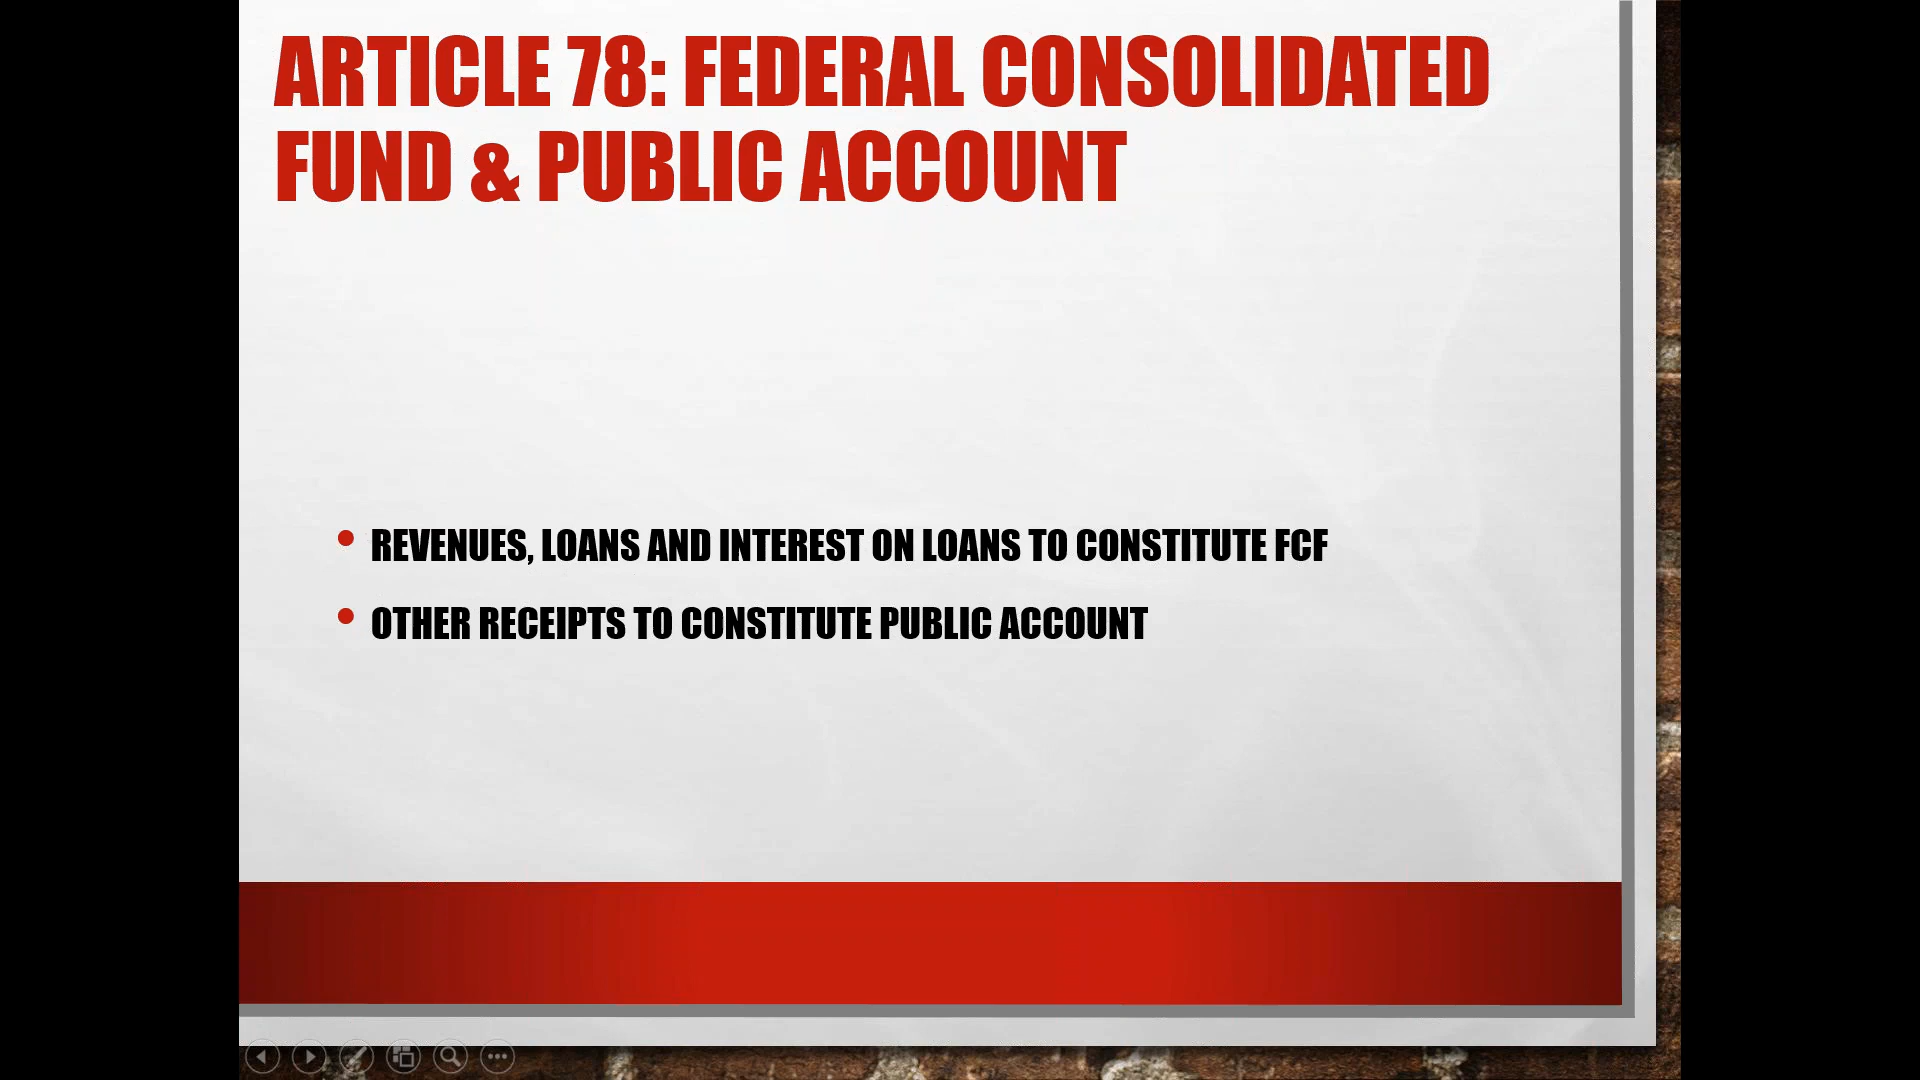 ARTICLE 78: FEDERAL CONSOLIDATED
FUND & PUBLIC ACCOUNT
• REVENUES, LOANS AND INTEREST ON LOANS TO CONSTITUTE FCF
• OTHER RECEIPTS TO CONSTITUTE PUBLIC ACCOUNT